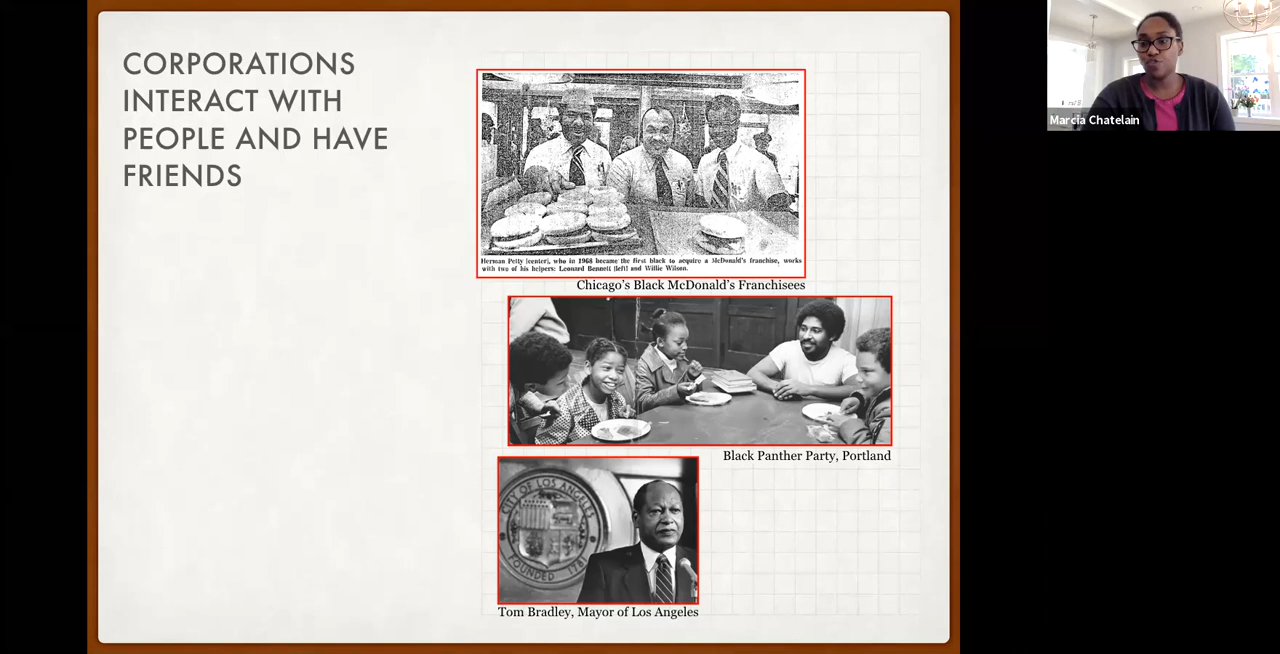 CORPORATIONS
INTERACT WITH
PEOPLE AND HAVE
FRIENDS
Marcia Chatelain
Herman Petty (center), who in 1968 became the first black to acquire a McDonald's franchise, works
with two of his helpers: Leonard Bennett (left) and Willie Wilson.
Chicago's Black McDonald's Franchisees
Black Panther Party, Portland
CITY OF LOS ANGELES
FOUNDED 1781
Tom Bradley, Mayor of Los Angeles